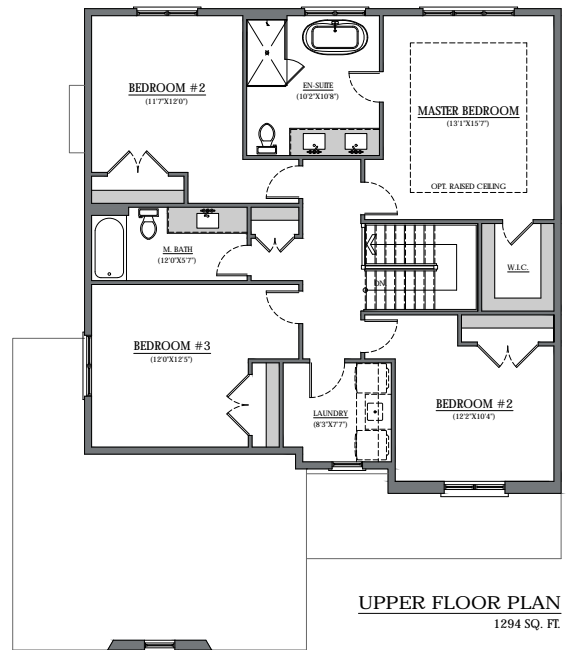 BEDROOM #2
(11'7"X12'0")
EN-SUITE
(10'2"X10'8")
MASTER BEDROOM
(13'1"X15'7")
OPT. RAISED CEILING
M. BATH
(12'0"X5'7")
W.I.C.
DN.
BEDROOM #3
(12'0"X12'5")
LAUNDRY
(8'3"X7'7")
BEDROOM #2
(12'2"X10'4")
UPPER FLOOR PLAN
1294 SQ. FT.